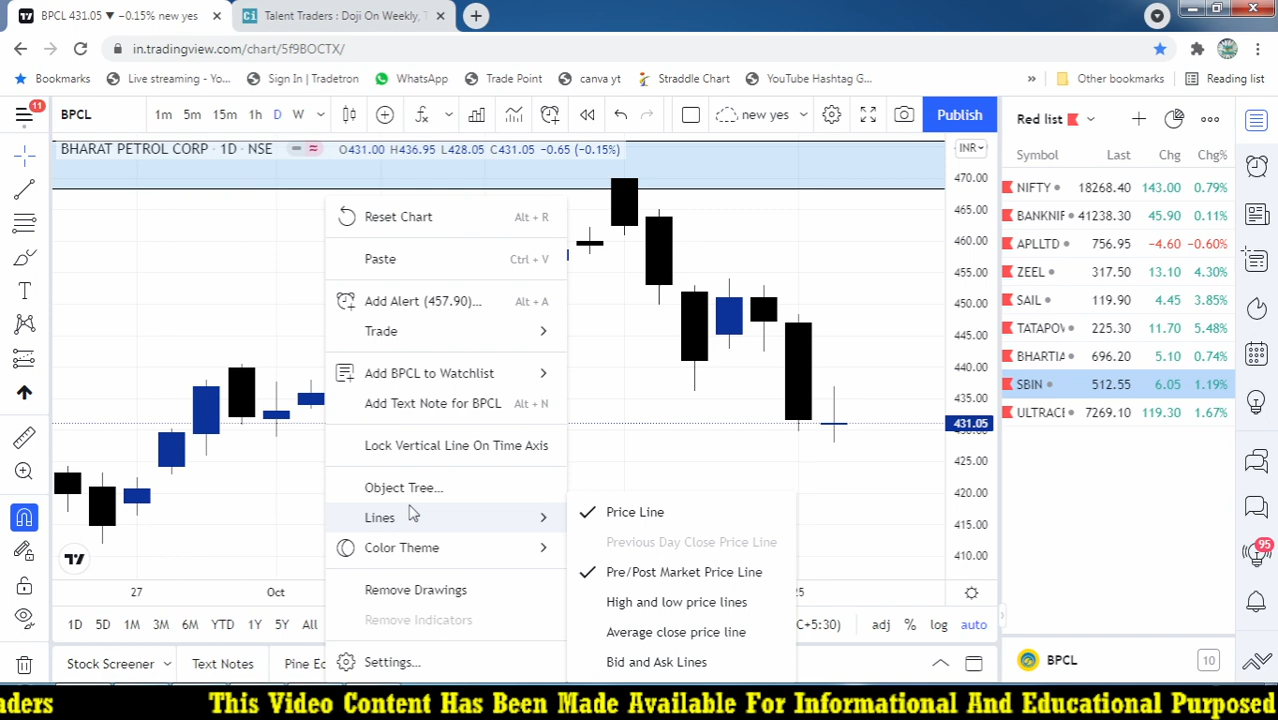 BPCL 431.05 ▼ −0.15% new yes
Talent Traders : Doji On Weekly, T
in.tradingview.com/chart/5f9BOCTX/
Bookmarks
Live streaming - Yo...
Sign In | Tradetron
WhatsApp
Trade Point
canva yt
Straddle Chart
YouTube Hashtag G...
»
Other bookmarks
Reading list
11
BPCL
1m 5m 15m 1h D W
new yes
Publish
Red list
BHARAT PETROL CORP · 1D · NSE
O431.00 H436.95 L428.05 C431.05 −0.65 (−0.15%)
INR
Symbol Last Chg Chg%
NIFTY 18268.40 143.00 0.79%
BANKNIF 41238.30 45.90 0.11%
APLLTD 756.95 −4.60 −0.60%
ZEEL 317.50 13.10 4.30%
SAIL 119.90 4.45 3.85%
TATAPOV 225.30 11.70 5.48%
BHARTIA 696.20 5.10 0.74%
SBIN 512.55 6.05 1.19%
ULTRACE 7269.10 119.30 1.67%
470.00
465.00
460.00
455.00
450.00
445.00
440.00
435.00
431.05
425.00
420.00
415.00
410.00
Reset Chart Alt + R
Paste Ctrl + V
Add Alert (457.90)... Alt + A
Trade
Add BPCL to Watchlist
Add Text Note for BPCL Alt + N
Lock Vertical Line On Time Axis
Object Tree...
Lines
Color Theme
Remove Drawings
Remove Indicators
Settings...
Price Line
Previous Day Close Price Line
Pre/Post Market Price Line
High and low price lines
Average close price line
Bid and Ask Lines
27
Oct
25
1D 5D 1M 3M 6M YTD 1Y 5Y All
C+5:30)
adj % log auto
95
Stock Screener
Text Notes
Pine Ed
BPCL
10
aders
This Video Content Has Been Made Available For Informational And Educational Purposed